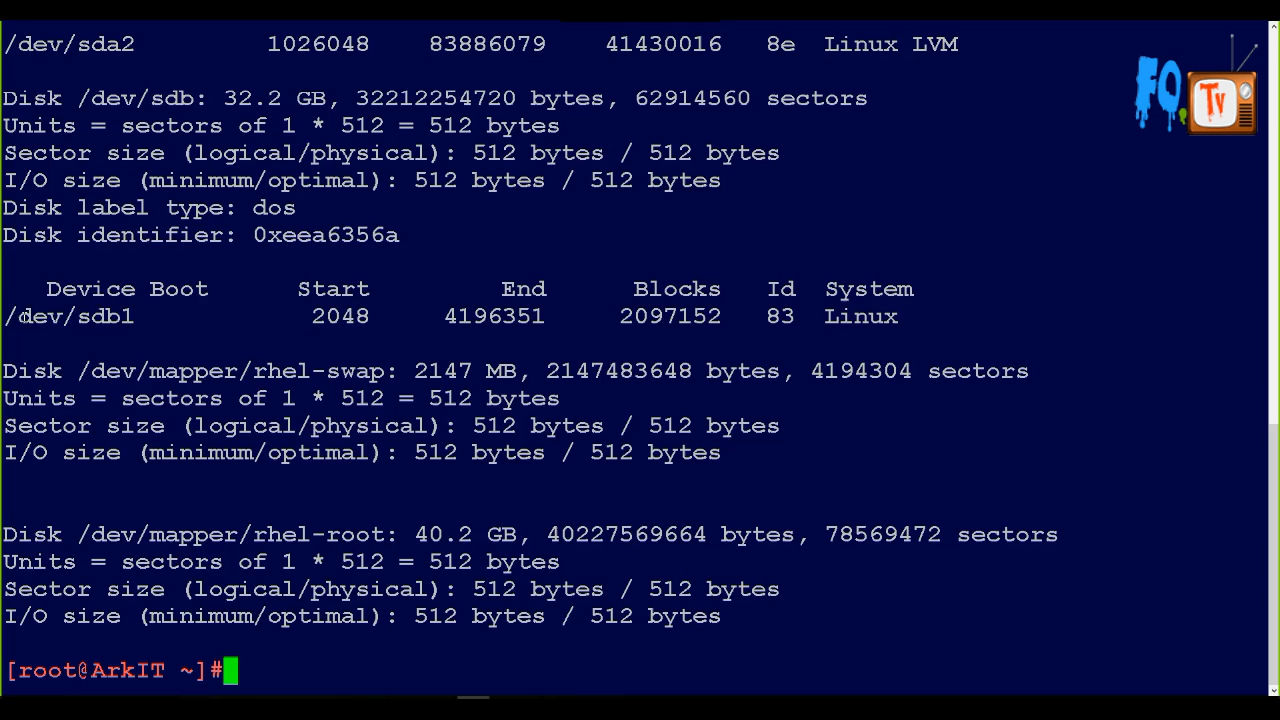 /dev/sda2 1026048 83886079 41430016 8e Linux LVM
Disk /dev/sdb: 32.2 GB, 32212254720 bytes, 62914560 sectors
Units = sectors of 1 * 512 = 512 bytes
Sector size (logical/physical): 512 bytes / 512 bytes
I/O size (minimum/optimal): 512 bytes / 512 bytes
Disk label type: dos
Disk identifier: 0xeea6356a
Device Boot Start End Blocks Id System
/dev/sdb1 2048 4196351 2097152 83 Linux
Disk /dev/mapper/rhel-swap: 2147 MB, 2147483648 bytes, 4194304 sectors
Units = sectors of 1 * 512 = 512 bytes
Sector size (logical/physical): 512 bytes / 512 bytes
I/O size (minimum/optimal): 512 bytes / 512 bytes
Disk /dev/mapper/rhel-root: 40.2 GB, 40227569664 bytes, 78569472 sectors
Units = sectors of 1 * 512 = 512 bytes
Sector size (logical/physical): 512 bytes / 512 bytes
I/O size (minimum/optimal): 512 bytes / 512 bytes
[root@ArkIT ~]#
FQ. Tv